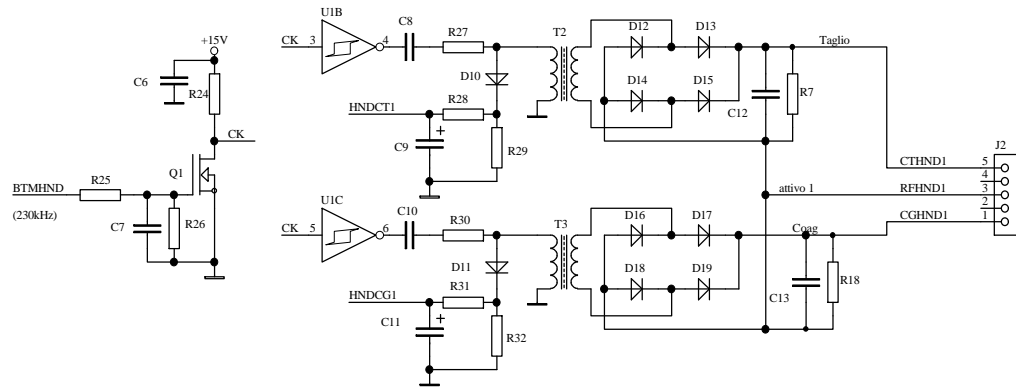 U1B
C8
R27
T2
D12
D13
+15V
CK
3
4
Taglio
C6
R24
D10
D14
D15
R7
HNDCT1
R28
C12
CK
C9
R29
J2
Q1
CTHND1
5
4
BTMHND
R25
attivo 1
RFHND1
3
(230kHz)
C7
R26
U1C
C10
R30
T3
D16
D17
2
CGHND1
1
CK
5
6
Coag
D11
D18
D19
R18
HNDCG1
R31
C13
C11
R32